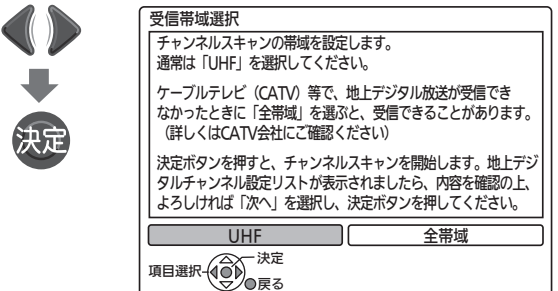 決定
受信帯域選択
チャンネルスキャンの帯域を設定します。
通常は「UHF」を選択してください。
ケーブルテレビ（CATV）等で、地上デジタル放送が受信でき
なかったときに「全帯域」を選ぶと、受信できることがあります。
（詳しくはCATV会社にご確認ください）
決定ボタンを押すと、チャンネルスキャンを開始します。地上デジ
タルチャンネル設定リストが表示されましたら、内容を確認の上、
よろしければ「次へ」を選択し、決定ボタンを押してください。
UHF
全帯域
決定
項目選択
戻る